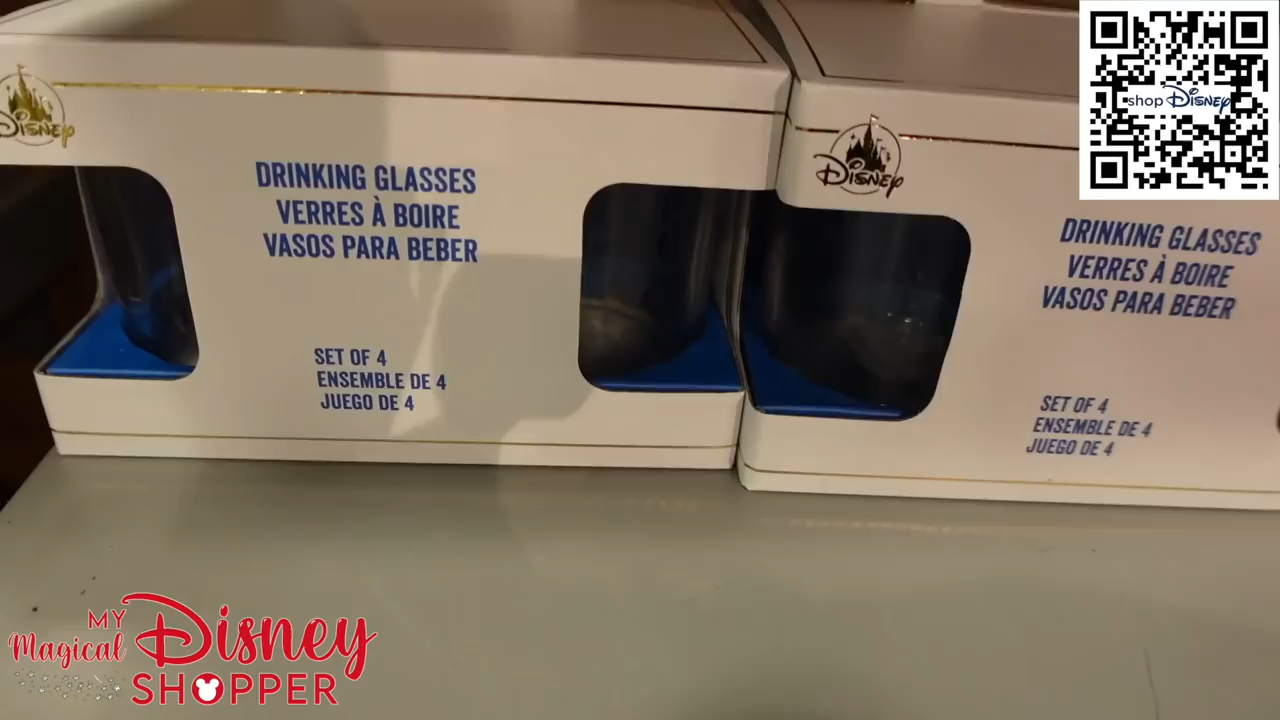 shop Disney
Disney
DRINKING GLASSES
VERRES À BOIRE
VASOS PARA BEBER
SET OF 4
ENSEMBLE DE 4
JUEGO DE 4
Disney
DRINKING GLASSES
VERRES À BOIRE
VASOS PARA BEBER
SET OF 4
ENSEMBLE DE 4
JUEGO DE 4
MY
Magical Disney
SHOPPER